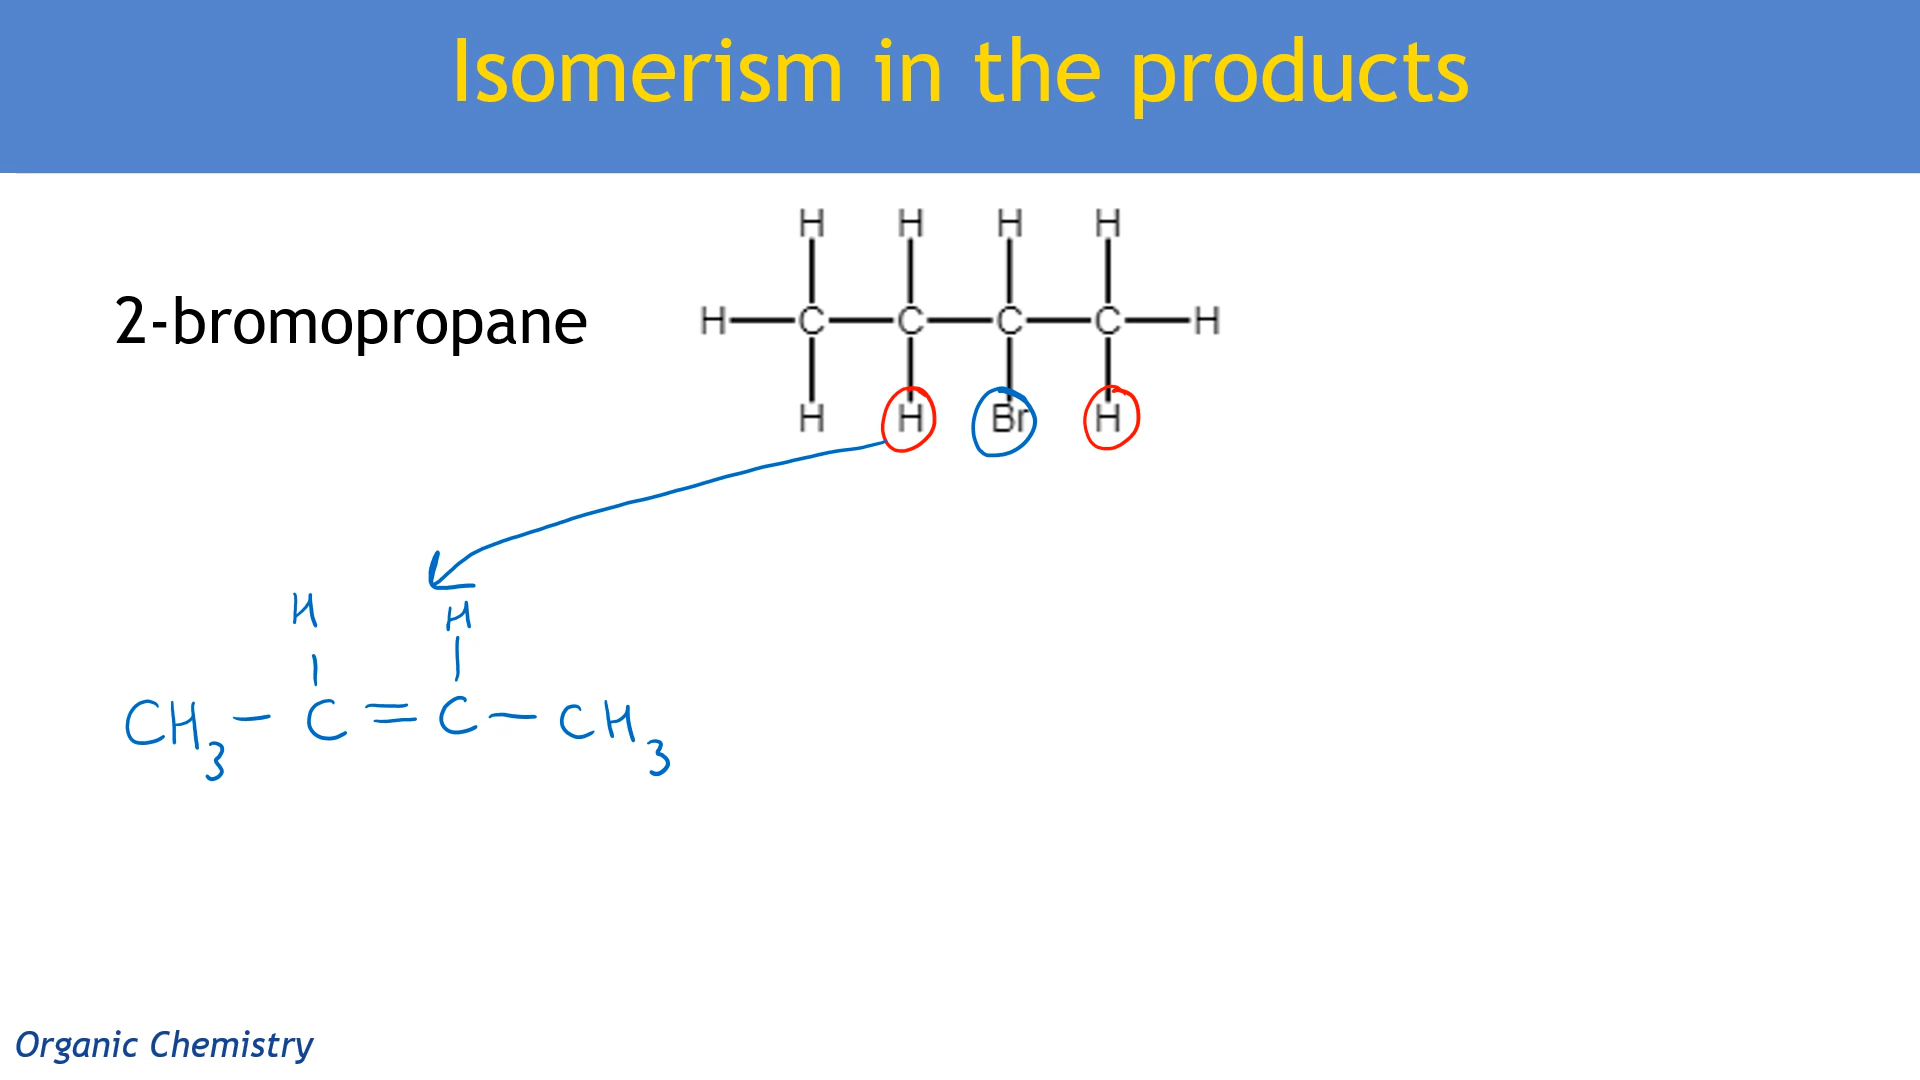 Isomerism in the products
H H H H
2-bromopropane
H C C C C H
H H Br H
H H
CH3 - C = C - CH3
Organic Chemistry